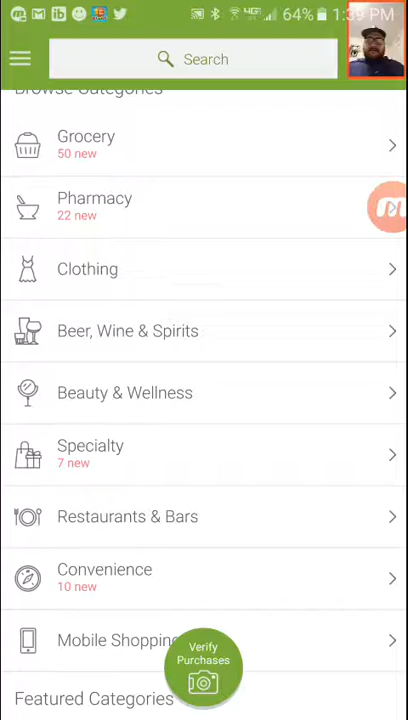 64% 1:39 PM
Search
Browse Categories
Grocery
50 new
Pharmacy
22 new
Clothing
Beer, Wine & Spirits
Beauty & Wellness
Specialty
7 new
Restaurants & Bars
Convenience
10 new
Mobile Shopping
Verify
Purchases
Featured Categories